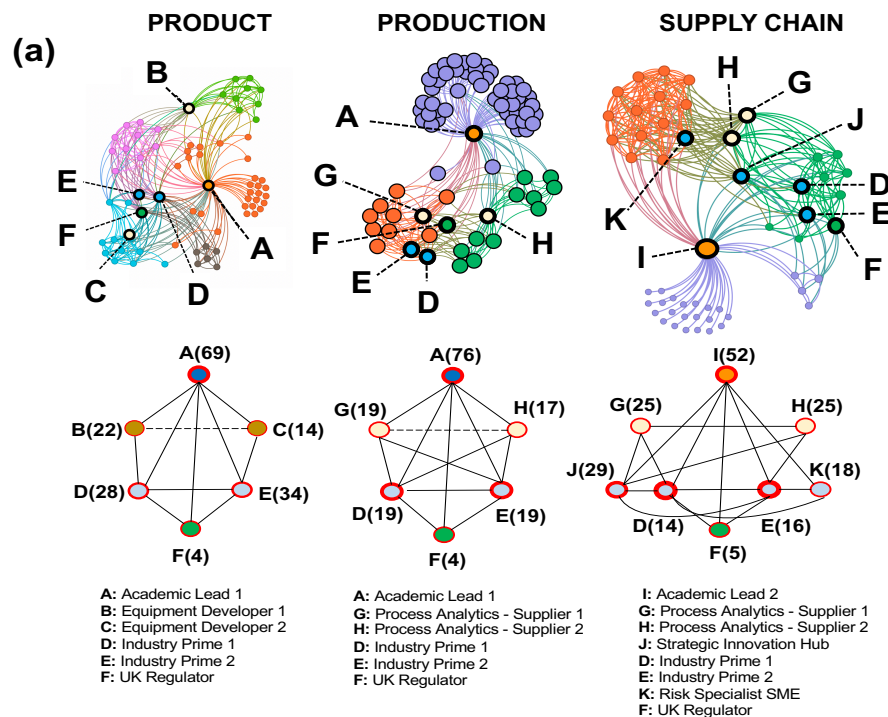 PRODUCT PRODUCTION SUPPLY CHAIN
(a)
B
E
F
C
D
A
A
G
F
E
D
H
H
G
J
D
E
F
K
I
A(69)
B(22)
C(14)
D(28)
E(34)
F(4)
A(76)
G(19)
H(17)
D(19)
E(19)
F(4)
I(52)
G(25)
H(25)
J(29)
K(18)
D(14)
E(16)
F(5)
A: Academic Lead 1
B: Equipment Developer 1
C: Equipment Developer 2
D: Industry Prime 1
E: Industry Prime 2
F: UK Regulator
A: Academic Lead 1
G: Process Analytics - Supplier 1
H: Process Analytics - Supplier 2
D: Industry Prime 1
E: Industry Prime 2
F: UK Regulator
I: Academic Lead 2
G: Process Analytics - Supplier 1
H: Process Analytics - Supplier 2
J: Strategic Innovation Hub
D: Industry Prime 1
E: Industry Prime 2
K: Risk Specialist SME
F: UK Regulator